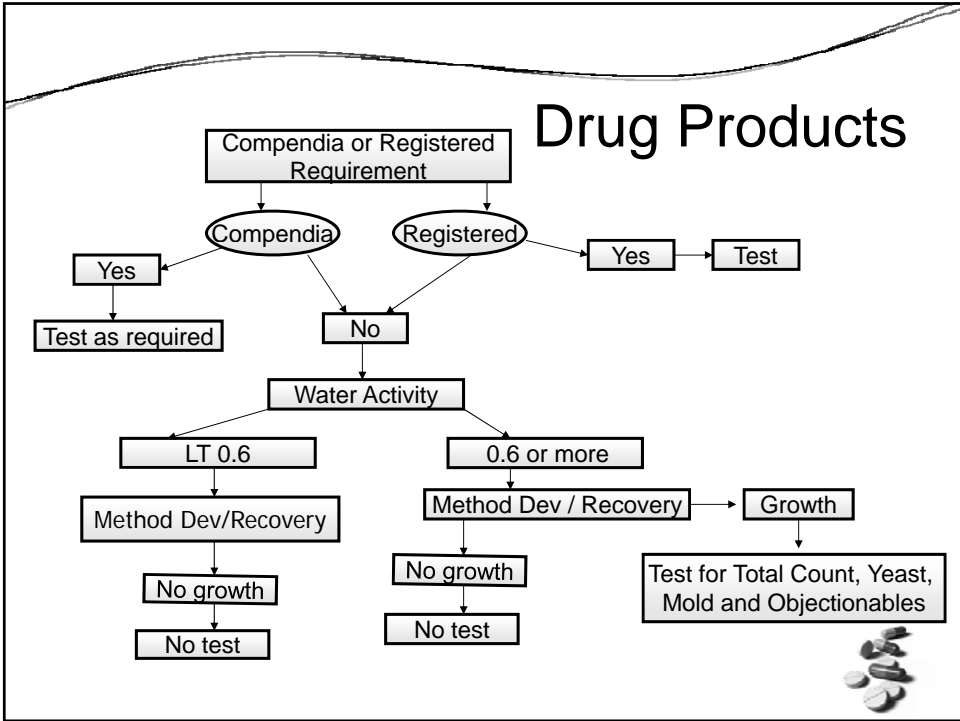 Drug Products
Compendia or Registered
Requirement
Compendia
Registered
Yes
Yes
Test
Test as required
No
Water Activity
LT 0.6
0.6 or more
Method Dev/Recovery
Method Dev / Recovery
Growth
No growth
No growth
Test for Total Count, Yeast,
Mold and Objectionables
No test
No test